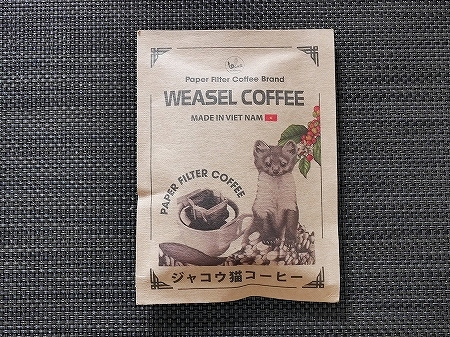 Paper Filter Coffee Brand
WEASEL COFFEE
MADE IN VIET NAM
PAPER FILTER COFFEE
ジャコウ猫コーヒー